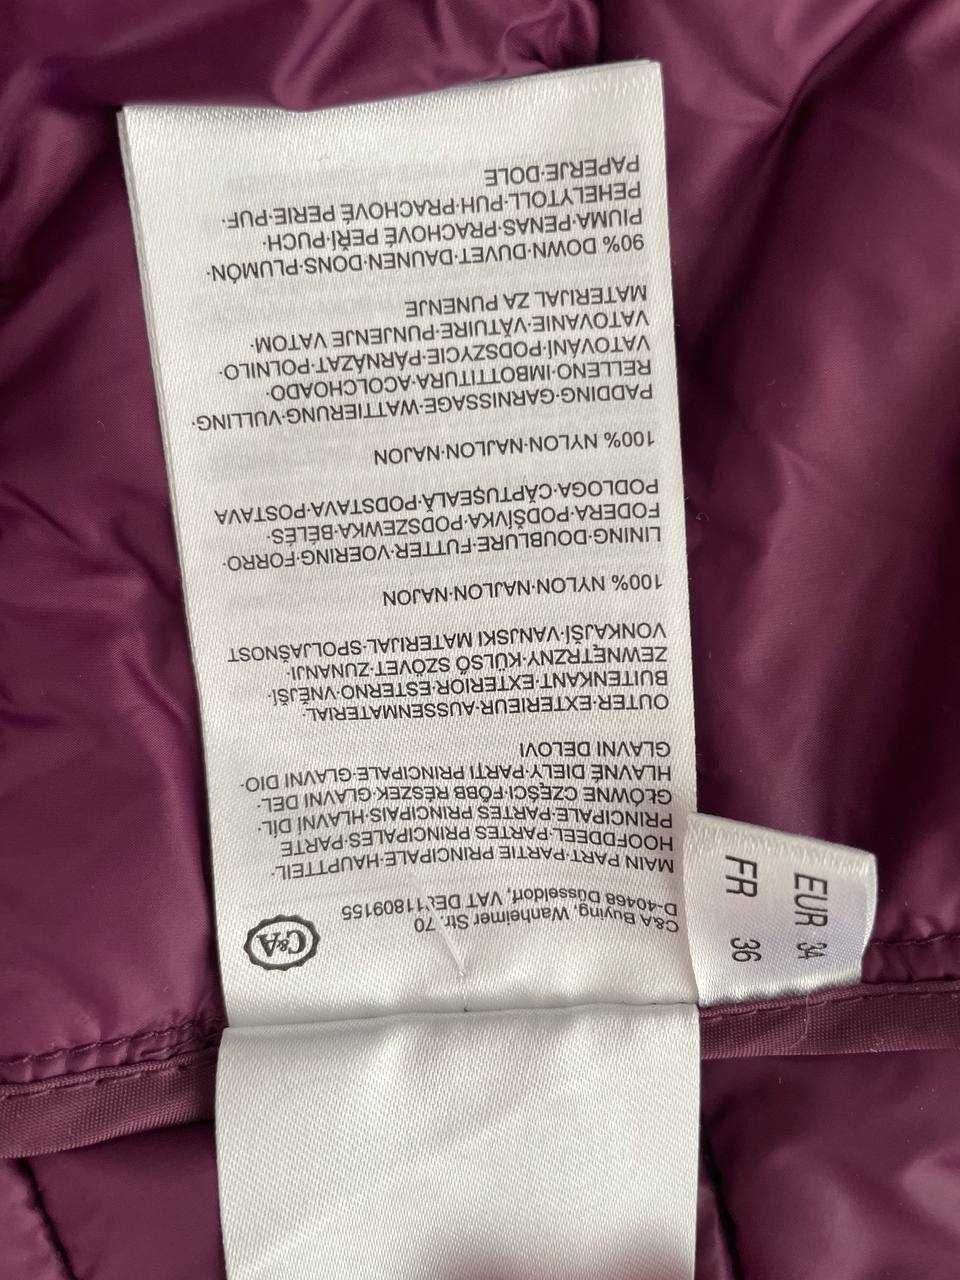 C&A
C&A Buying, Wanheimer Str. 70
D-40468 Düsseldorf, VAT DE811809155
MAIN PART·PARTIE PRINCIPALE·HAUPTTEIL·
HOOFDDEEL·PARTES PRINCIPALES·PARTE
PRINCIPALE·PARTES PRINCIPAIS·HLAVNÍ DÍL·
GŁÓWNE CZĘŚCI·FŐBB RÉSZEK·GLAVNI DEL·
HLAVNÉ DIELY·PARŢI PRINCIPALE·GLAVNI DIO·
GLAVNI DELOVI
OUTER·EXTERIEUR·AUSSENMATERIAL·
BUITENKANT·EXTERIOR·ESTERNO·VNĚJŠÍ·
ZEWNĘTRZNY·KÜLSŐ SZÖVET·ZUNANJI·
VONKAJŠÍ·VANJSKI MATERIJAL·SPOLJAŠNOST
100% NYLON·NAJLON·NAJON
LINING·DOUBLURE·FUTTER·VOERING·FORRO·
FODERA·PODŠÍVKA·PODSZEWKA·BÉLÉS·
PODLOGA·CĂPTUŞEALĂ·PODSTAVA·POSTAVA
100% NYLON·NAJLON·NAJON
PADDING·GARNISSAGE·WATTIERUNG·VULLING·
RELLENO·IMBOTTITURA·ACOLCHOADO
VATOVÁNÍ·PODSZYCIE·PÁRNÁZAT·POLNILO·
VATOVANIE·VĂTUIRE·PUNJENJE VATOM·
MATERIJAL ZA PUNENJE
90% DOWN·DUVET·DAUNEN·DONS·PLUMÓN·
PIUMA·PENAS·PRACHOVÉ PEŘÍ·PUCH·
PEHELYTOLL·PUH·PRACHOVÉ PERIE·PUF·
PAPERJE·DOLE
EUR 34
FR 36